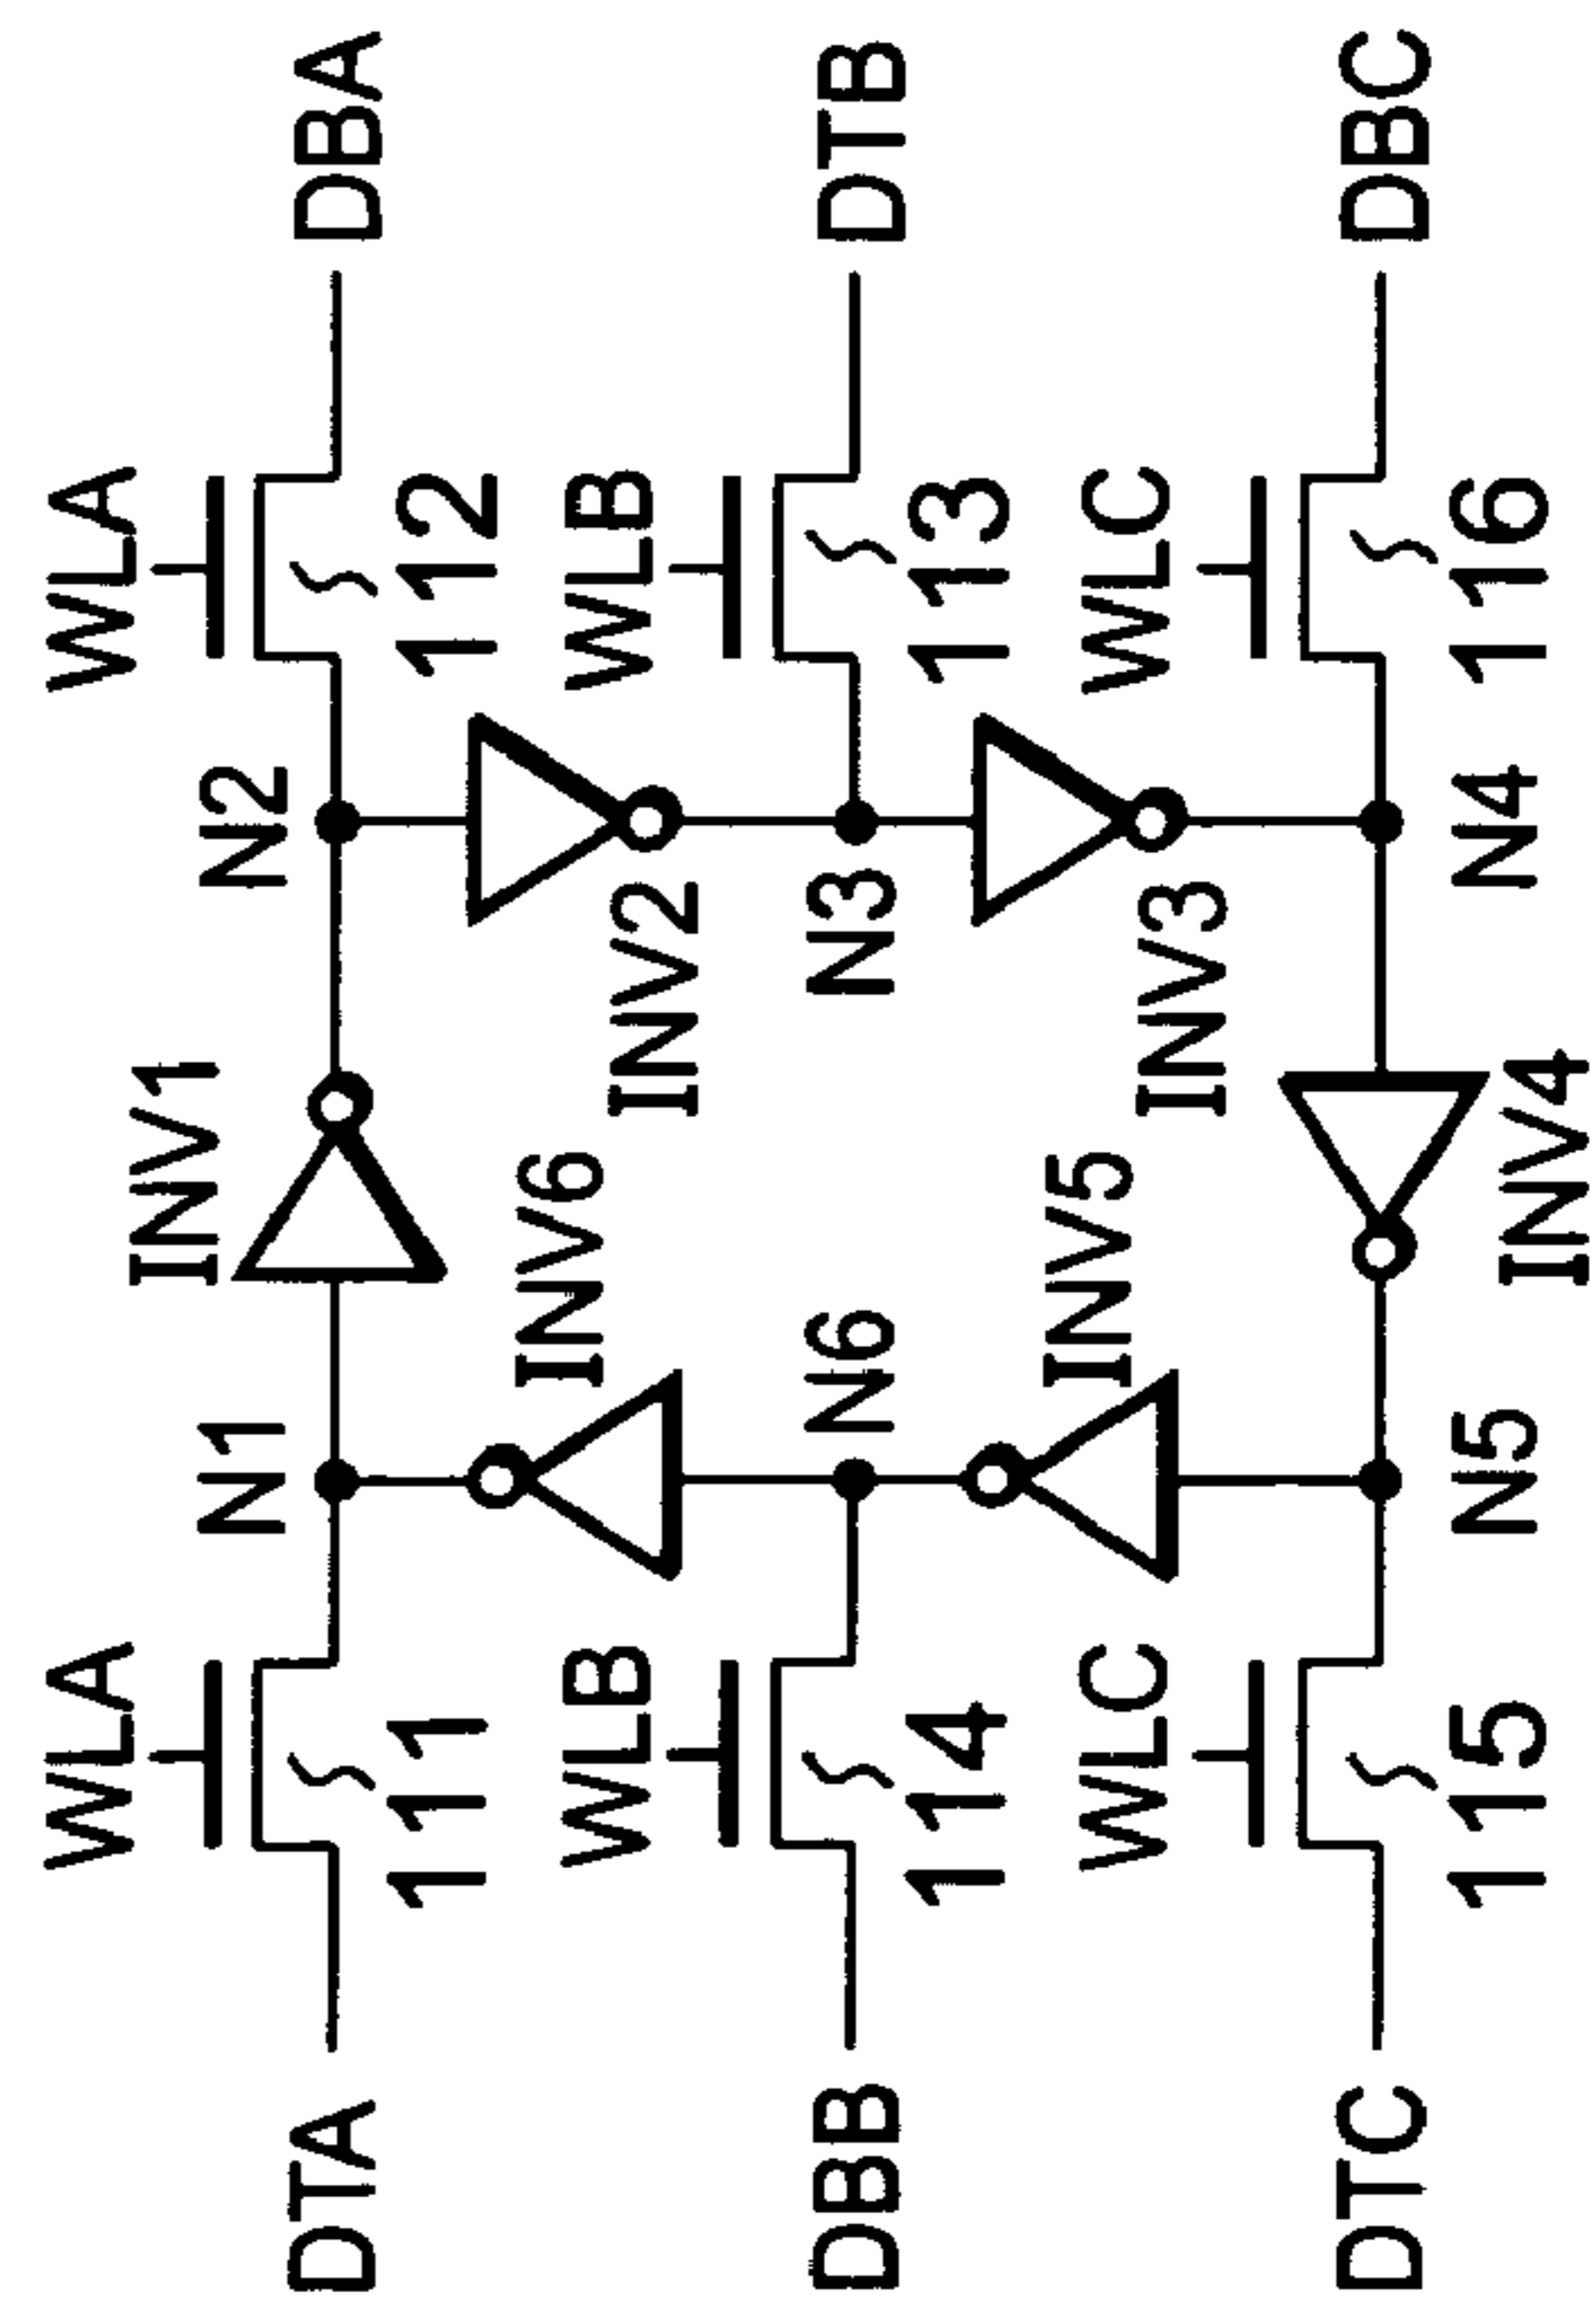 WLA INV1 WLA
N1 N2
DTA DBA
111 112
INV6
WLB WLB
INV2
DBB N6 N3 DTB
114 113
INV5
WLC WLC
INV3
DTC DBC
115 N5 N4 116
INV4